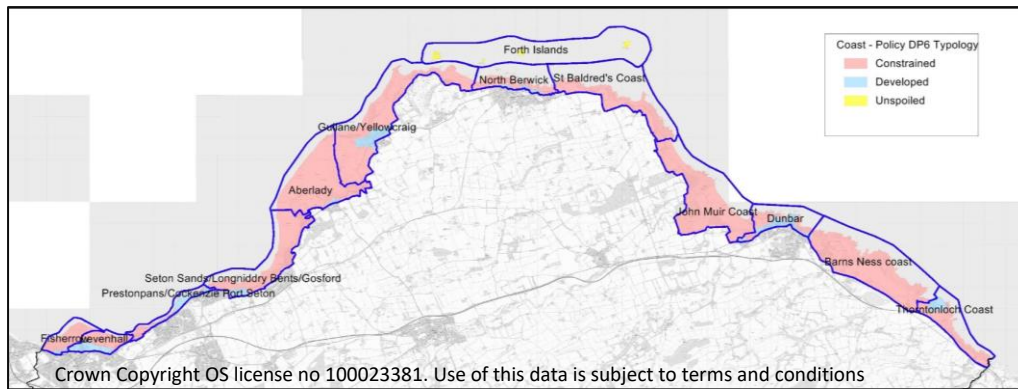 Forth Islands
Coast - Policy DP6 Typology
Constrained
Developed
Unspoiled
North Berwick
St Baldred's Coast
Gullane/Yellowcraig
Aberlady
John Muir Coast
Dunbar
Barns Ness coast
Seton Sands/Longniddry Bents/Gosford
Prestonpans/Cockenzie Port Seton
Thorntonloch Coast
Crown Copyright OS license no 100023381. Use of this data is subject to terms and conditions